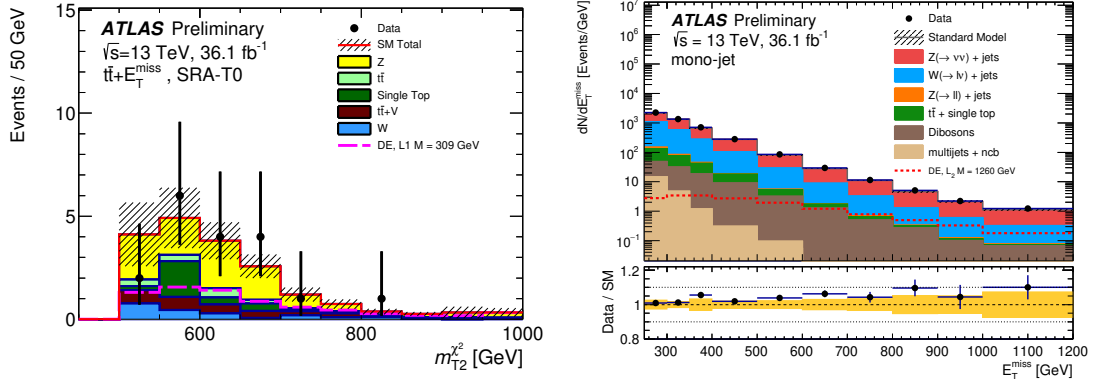 ATLAS Preliminary
√s=13 TeV, 36.1 fb⁻¹
tt̄+E_T^miss , SRA-T0
Data
SM Total
Z
tt̄
Single Top
tt̄+V
W
DE, L1 M = 309 GeV
Events / 50 GeV
15
10
5
0
600 800 1000
m_T2^χ² [GeV]
ATLAS Preliminary
√s = 13 TeV, 36.1 fb⁻¹
mono-jet
Data
Standard Model
Z(→ νν) + jets
W(→ lν) + jets
Z(→ ll) + jets
tt̄ + single top
Dibosons
multijets + ncb
DE, L₂ M = 1260 GeV
dN/dE_T^miss [Events/GeV]
10⁷
10⁶
10⁵
10⁴
10³
10²
10
1
10⁻¹
Data / SM
1.2
1.1
1.0
0.9
300 400 500 600 700 800 900 1000 1100 1200
E_T^miss [GeV]